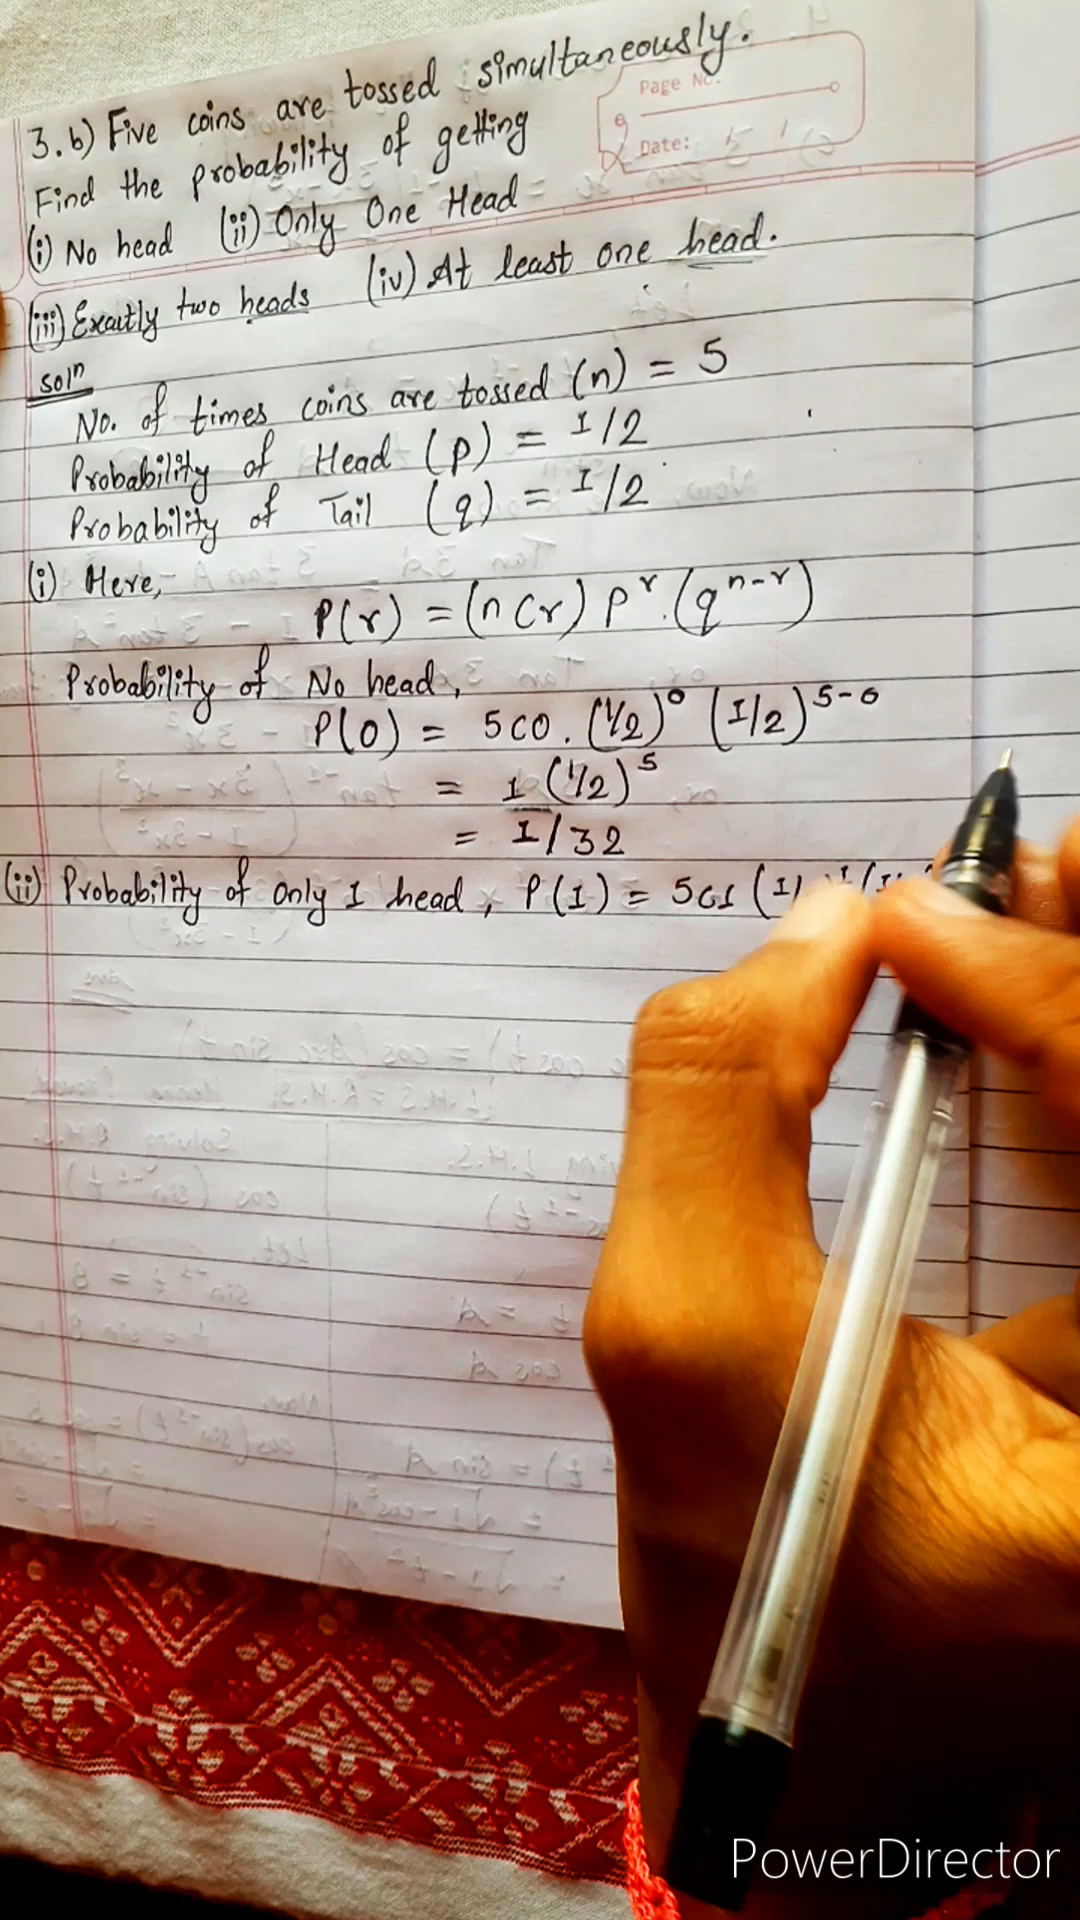 3.b) Five coins are tossed simultaneously.
Page No.
Find the probability of getting
Date:
(i) No head (ii) Only One Head
(iii) Exactly two heads (iv) At least one head.
Soln
No. of times coins are tossed (n) = 5
Probability of Head (p) = 1/2
Probability of Tail (q) = 1/2
(i) Here,
P(r) = (nCr) p^r. (q^n-r)
Probability of No head,
P(0) = 5C0. (1/2)^0 (1/2)^5-0
= 1 (1/2)^5
= 1/32
(ii) Probability of only 1 head, P(1) = 5C1
PowerDirector